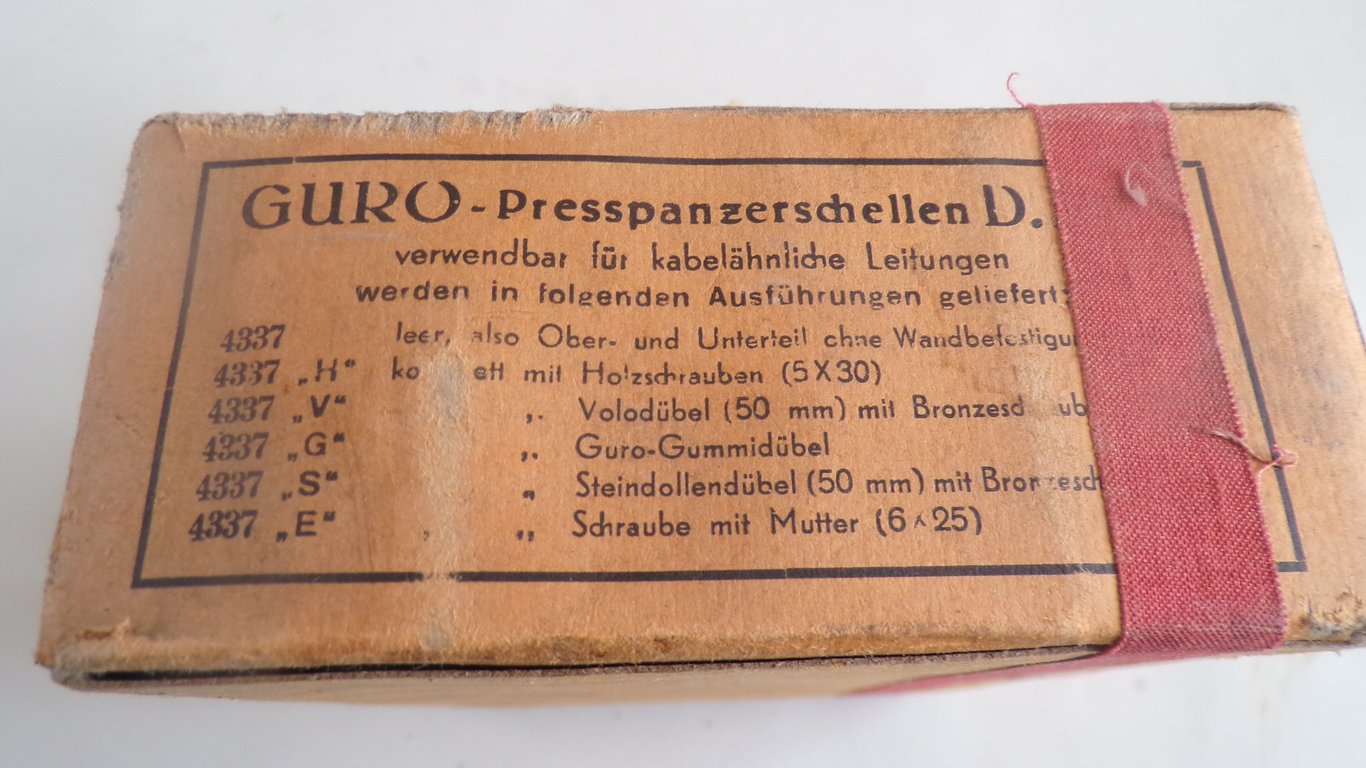 GURO - Presspanzerschellen D.
verwendbar für kabelähnliche Leitungen
werden in folgenden Ausführungen geliefert:
4337 leer, also Ober- und Unterteil ohne
4337 „H“ mit Holzschrauben (5X30)
4337 „V“ „ Volodübel (50 mm) mit
4337 „G“ „ Guro-Gummidübel
4337 „S“ „ Steindollendübel (50 mm) mit
4337 „E“ „ „ Schraube mit Mutter (6x25)